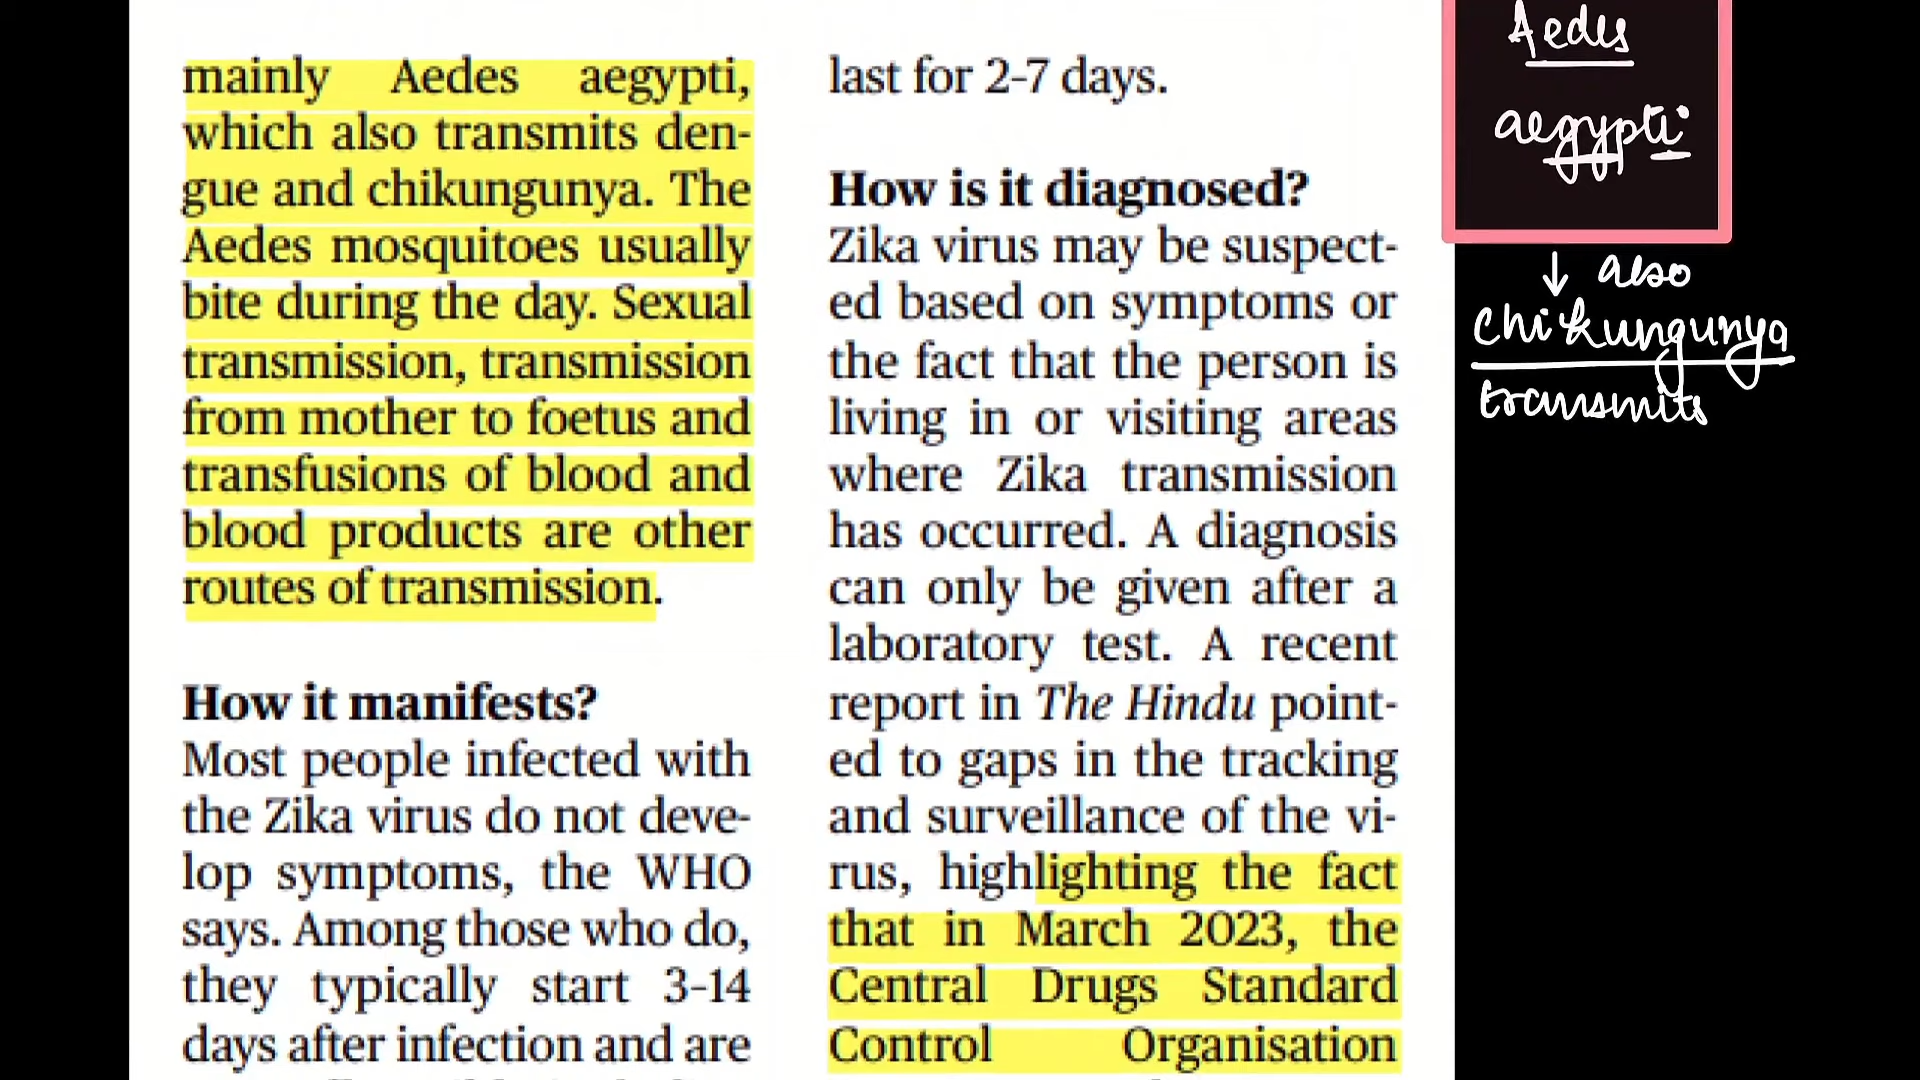 mainly Aedes aegypti,
which also transmits den-
gue and chikungunya. The
Aedes mosquitoes usually
bite during the day. Sexual
transmission, transmission
from mother to foetus and
transfusions of blood and
blood products are other
routes of transmission.
How it manifests?
Most people infected with
the Zika virus do not deve-
lop symptoms, the WHO
says. Among those who do,
they typically start 3-14
days after infection and are
last for 2-7 days.
How is it diagnosed?
Zika virus may be suspect-
ed based on symptoms or
the fact that the person is
living in or visiting areas
where Zika transmission
has occurred. A diagnosis
can only be given after a
laboratory test. A recent
report in The Hindu point-
ed to gaps in the tracking
and surveillance of the vi-
rus, highlighting the fact
that in March 2023, the
Central Drugs Standard
Control Organisation
Aedes
aegypti
↓ also
chikungunya
transmits